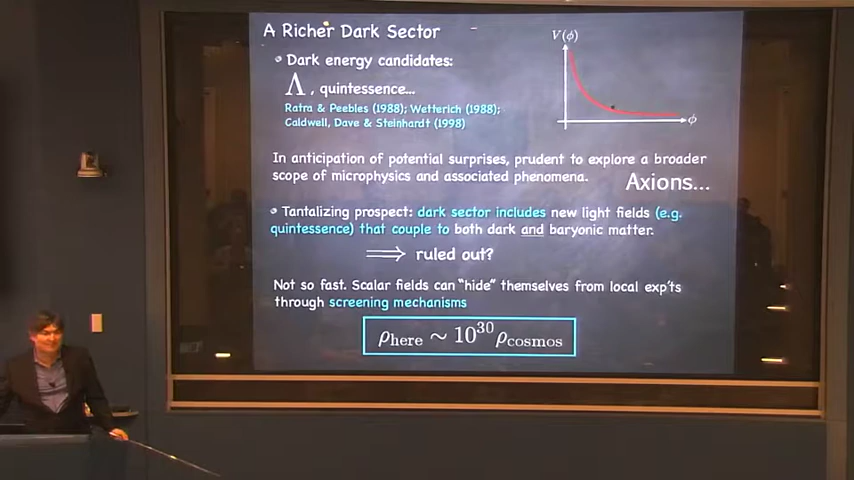 A Richer Dark Sector
V(ϕ)
• Dark energy candidates:
Λ, quintessence...
Ratra & Peebles (1988); Wetterich (1988);
Caldwell, Dave & Steinhardt (1998)
ϕ
In anticipation of potential surprises, prudent to explore a broader
scope of microphysics and associated phenomena.
Axions...
• Tantalizing prospect: dark sector includes new light fields (e.g.
quintessence) that couple to both dark and baryonic matter.
⟹ ruled out?
Not so fast. Scalar fields can "hide" themselves from local exp'ts
through screening mechanisms
ρhere ~ 10^30 ρcosmos